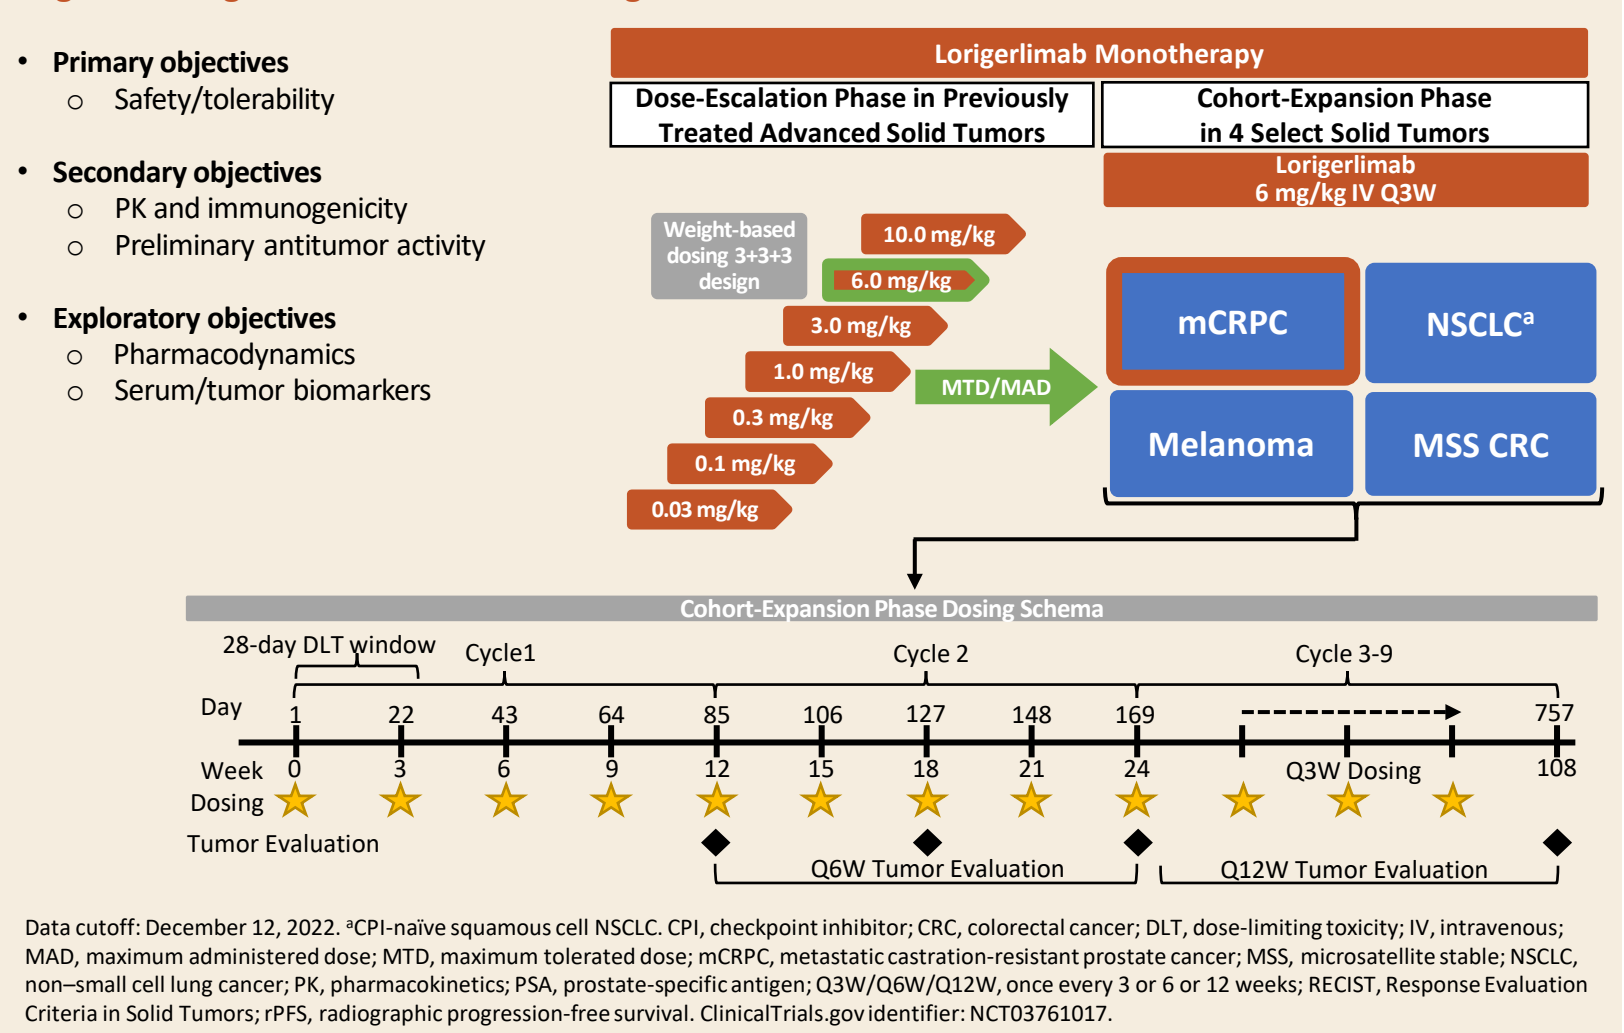 • Primary objectives
o Safety/tolerability
• Secondary objectives
o PK and immunogenicity
o Preliminary antitumor activity
• Exploratory objectives
o Pharmacodynamics
o Serum/tumor biomarkers
Lorigerlimab Monotherapy
Dose-Escalation Phase in Previously
Treated Advanced Solid Tumors
Cohort-Expansion Phase
in 4 Select Solid Tumors
Lorigerlimab
6 mg/kg IV Q3W
Weight-based
dosing 3+3+3
design
10.0 mg/kg
6.0 mg/kg
3.0 mg/kg
1.0 mg/kg
0.3 mg/kg
0.1 mg/kg
0.03 mg/kg
MTD/MAD
mCRPC
NSCLCᵃ
Melanoma
MSS CRC
Cohort-Expansion Phase Dosing Schema
28-day DLT window
Cycle1
Cycle 2
Cycle 3-9
Day 1 22 43 64 85 106 127 148 169 757
Week 0 3 6 9 12 15 18 21 24 Q3W Dosing 108
Dosing
Tumor Evaluation
Q6W Tumor Evaluation
Q12W Tumor Evaluation
Data cutoff: December 12, 2022. ᵃCPI-naïve squamous cell NSCLC. CPI, checkpoint inhibitor; CRC, colorectal cancer; DLT, dose-limiting toxicity; IV, intravenous;
MAD, maximum administered dose; MTD, maximum tolerated dose; mCRPC, metastatic castration-resistant prostate cancer; MSS, microsatellite stable; NSCLC,
non–small cell lung cancer; PK, pharmacokinetics; PSA, prostate-specific antigen; Q3W/Q6W/Q12W, once every 3 or 6 or 12 weeks; RECIST, Response Evaluation
Criteria in Solid Tumors; rPFS, radiographic progression-free survival. ClinicalTrials.gov identifier: NCT03761017.